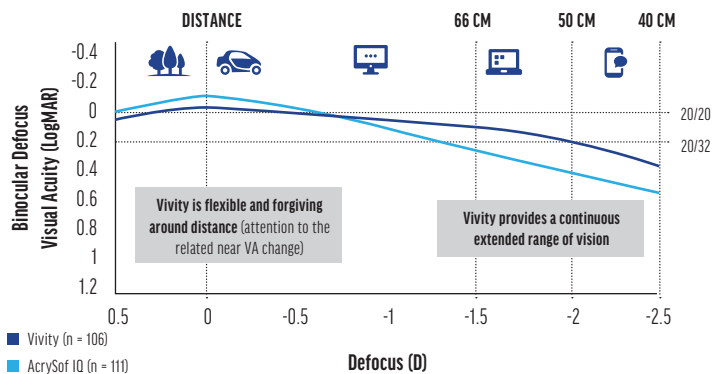 DISTANCE
66 CM
50 CM
40 CM
Binocular Defocus
Visual Acuity (LogMAR)
-0.4
-0.2
0
0.2
0.4
0.6
0.8
1
1.2
20/20
20/32
Vivity is flexible and forgiving
around distance (attention to the
related near VA change)
Vivity provides a continuous
extended range of vision
0.5
0
-0.5
-1
-1.5
-2
-2.5
Vivity (n = 106)
AcrySof IQ (n = 111)
Defocus (D)